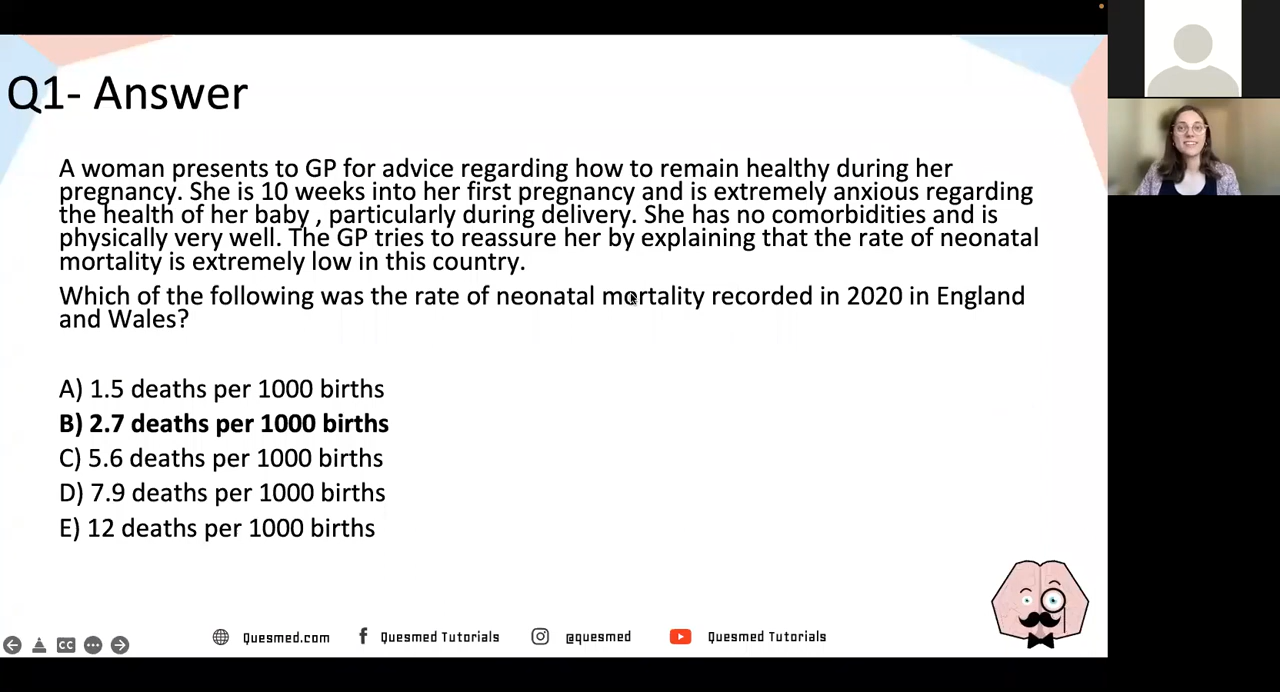 Q1- Answer
A woman presents to GP for advice regarding how to remain healthy during her
pregnancy. She is 10 weeks into her first pregnancy and is extremely anxious regarding
the health of her baby , particularly during delivery. She has no comorbidities and is
physically very well. The GP tries to reassure her by explaining that the rate of neonatal
mortality is extremely low in this country.
Which of the following was the rate of neonatal mortality recorded in 2020 in England
and Wales?
A) 1.5 deaths per 1000 births
B) 2.7 deaths per 1000 births
C) 5.6 deaths per 1000 births
D) 7.9 deaths per 1000 births
E) 12 deaths per 1000 births
CC Quesmed.com f Quesmed Tutorials @quesmed Quesmed Tutorials